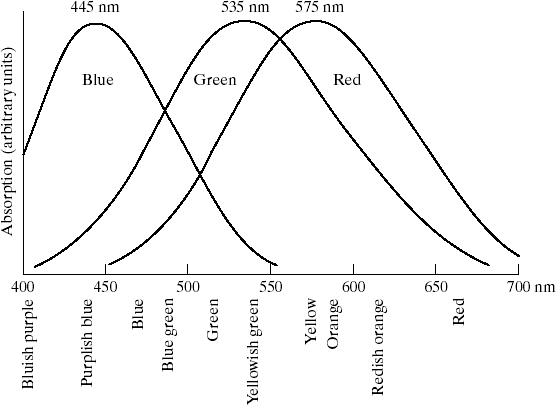 445 nm
535 nm
575 nm
Blue
Green
Red
Absorption (arbitrary units)
400
450
500
550
600
650
700 nm
Bluish purple
Purplish blue
Blue
Blue green
Green
Yellowish green
Yellow
Orange
Redish orange
Red